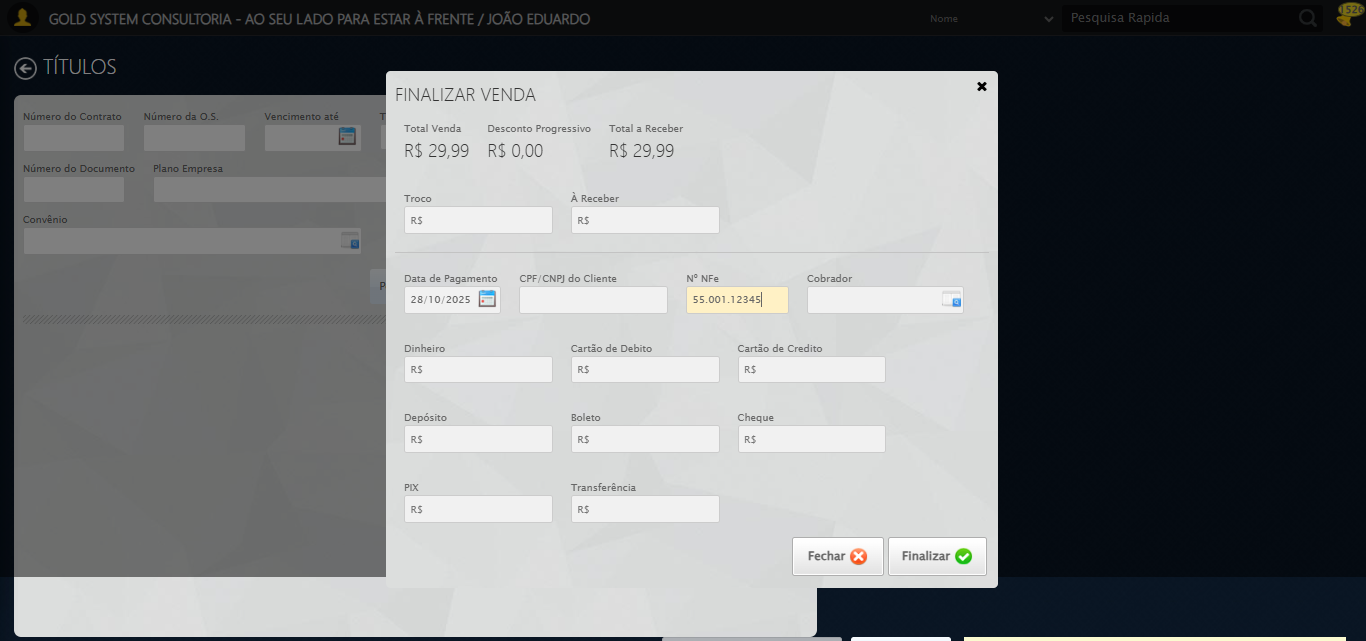 GOLD SYSTEM CONSULTORIA - AO SEU LADO PARA ESTAR À FRENTE / JOÃO EDUARDO
Nome
Pesquisa Rapida
1526
TÍTULOS
Número do Contrato
Número da O.S.
Vencimento até
T
Número do Documento
Plano Empresa
Convênio
P
FINALIZAR VENDA
Total Venda
Desconto Progressivo
Total a Receber
R$ 29,99
R$ 0,00
R$ 29,99
Troco
À Receber
R$
R$
Data de Pagamento
CPF/CNPJ do Cliente
Nº NFe
Cobrador
28/10/2025
55.001.12345
Dinheiro
Cartão de Debito
Cartão de Credito
R$
R$
R$
Depósito
Boleto
Cheque
R$
R$
R$
PIX
Transferência
R$
R$
Fechar
Finalizar